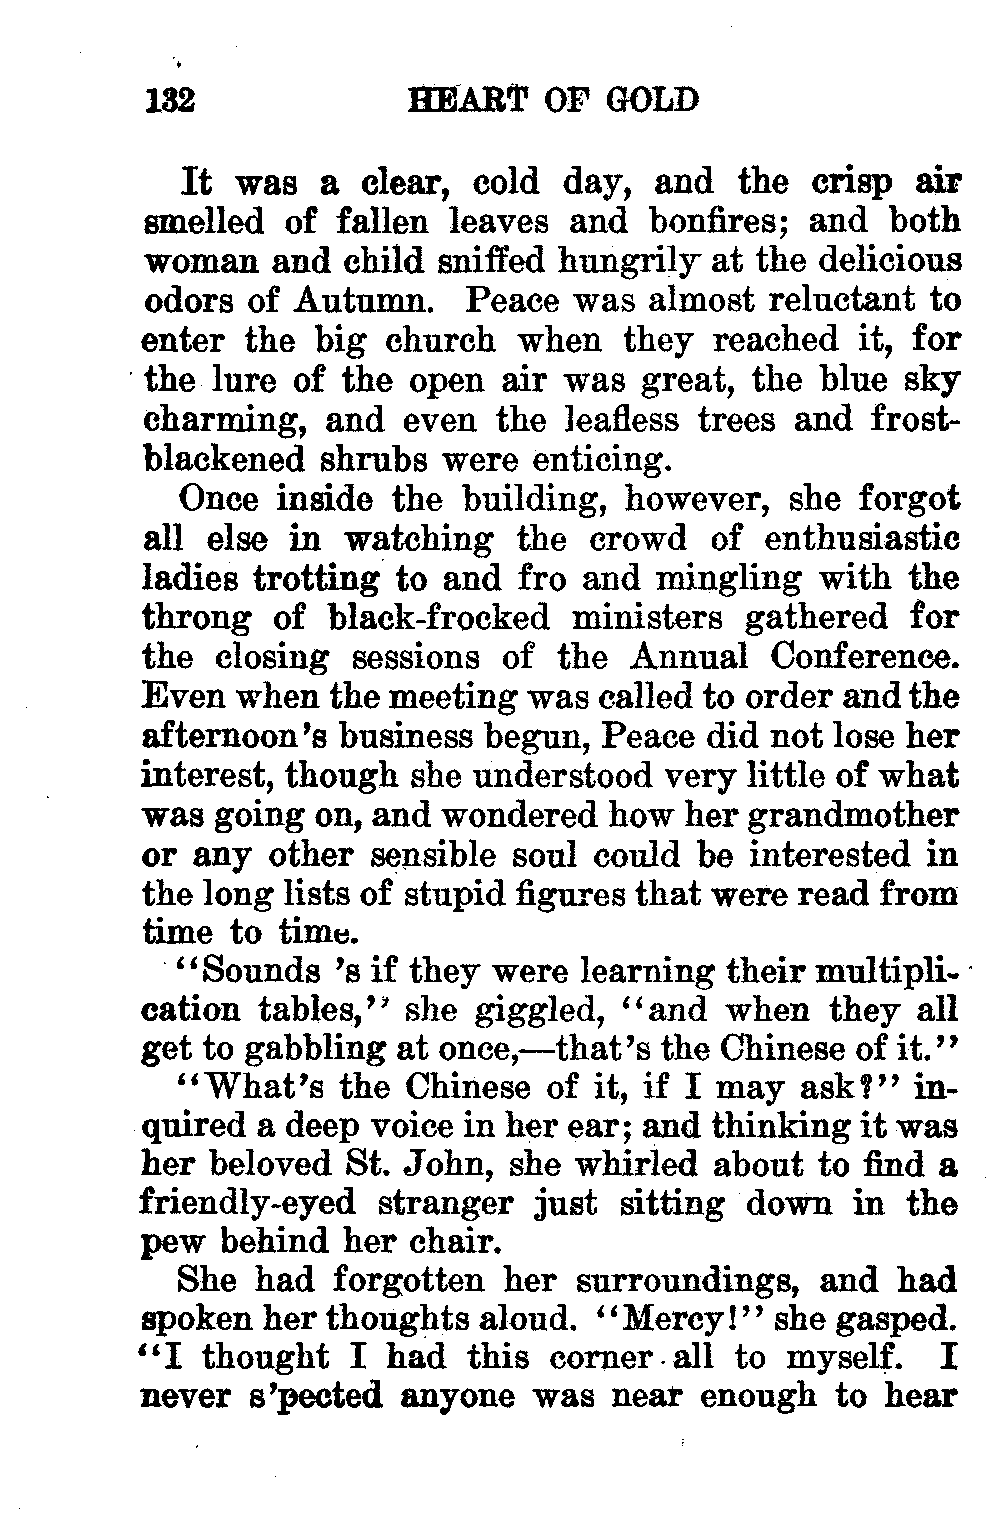 132 HEART OF GOLD
It was a clear, cold day, and the crisp air
smelled of fallen leaves and bonfires; and both
woman and child sniffed hungrily at the delicious
odors of Autumn. Peace was almost reluctant to
enter the big church when they reached it, for
the lure of the open air was great, the blue sky
charming, and even the leafless trees and frost-
blackened shrubs were enticing.
Once inside the building, however, she forgot
all else in watching the crowd of enthusiastic
ladies trotting to and fro and mingling with the
throng of black-frocked ministers gathered for
the closing sessions of the Annual Conference.
Even when the meeting was called to order and the
afternoon's business begun, Peace did not lose her
interest, though she understood very little of what
was going on, and wondered how her grandmother
or any other sensible soul could be interested in
the long lists of stupid figures that were read from
time to time.
"Sounds 's if they were learning their multipli-
cation tables," she giggled, "and when they all
get to gabbling at once,—that's the Chinese of it."
"What's the Chinese of it, if I may ask?" in-
quired a deep voice in her ear; and thinking it was
her beloved St. John, she whirled about to find a
friendly-eyed stranger just sitting down in the
pew behind her chair.
She had forgotten her surroundings, and had
spoken her thoughts aloud. "Mercy!" she gasped.
"I thought I had this corner all to myself. I
never s'pected anyone was near enough to hear